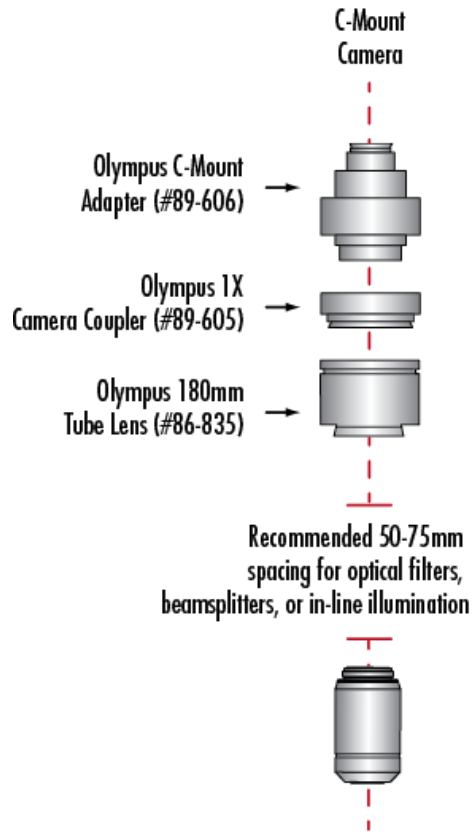 C-Mount
Camera
Olympus C-Mount
Adapter (#89-606)
Olympus 1X
Camera Coupler (#89-605)
Olympus 180mm
Tube Lens (#86-835)
Recommended 50-75mm
spacing for optical filters,
beamsplitters, or in-line illumination